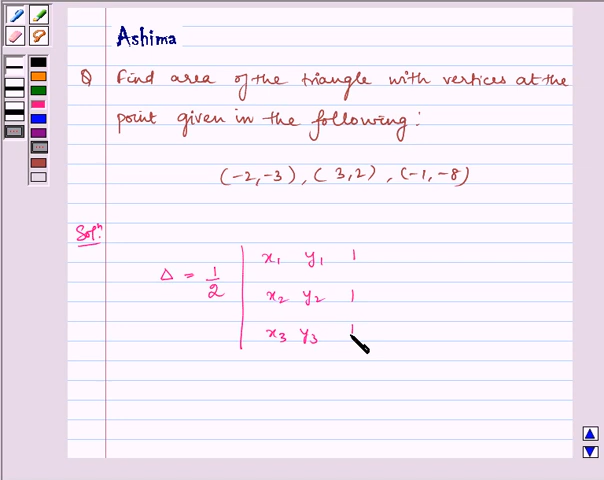 Ashima
Q Find area of the triangle with vertices at the
point given in the following:
(-2,-3), (3,2), (-1,-8)
Solⁿ:
Δ = 1/2 | x₁ y₁ 1
x₂ y₂ 1
x₃ y₃ 1